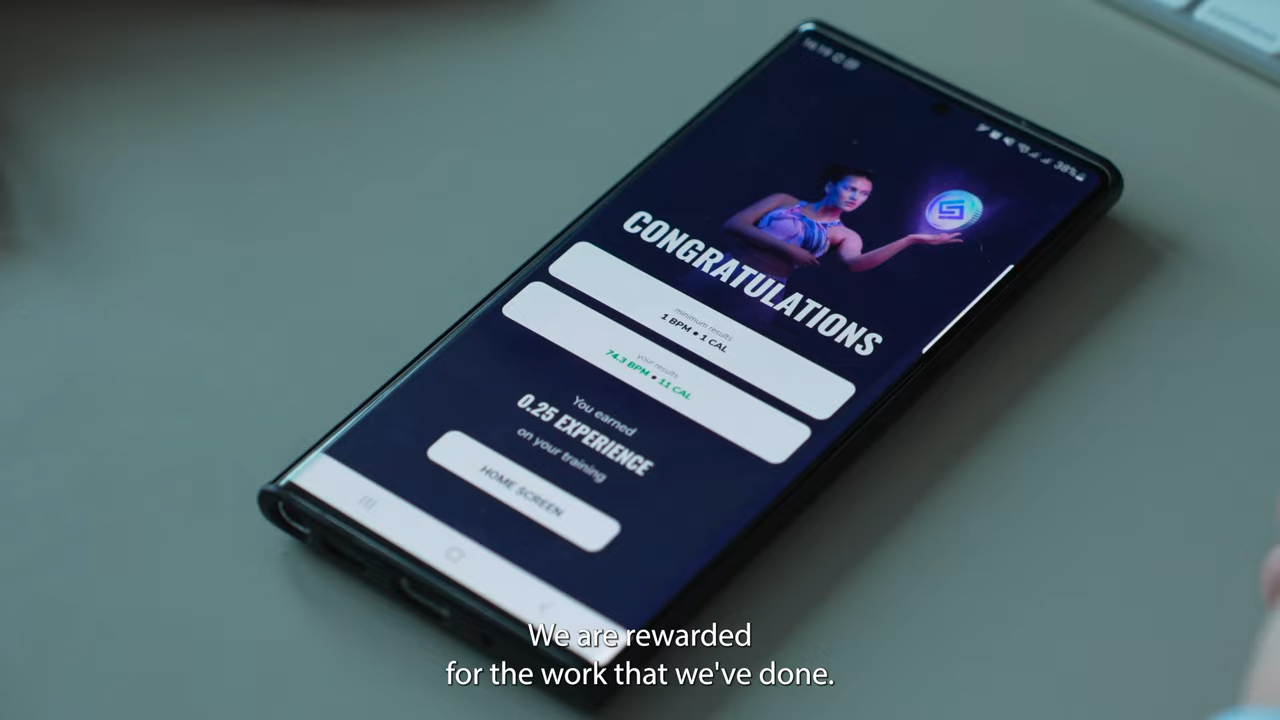 38%
CONGRATULATIONS
minimum results
1 BPM • 1 CAL
your results
74.3 BPM • 11 CAL
You earned
0.25 EXPERIENCE
on your training
HOME SCREEN
We are rewarded
for the work that we've done.